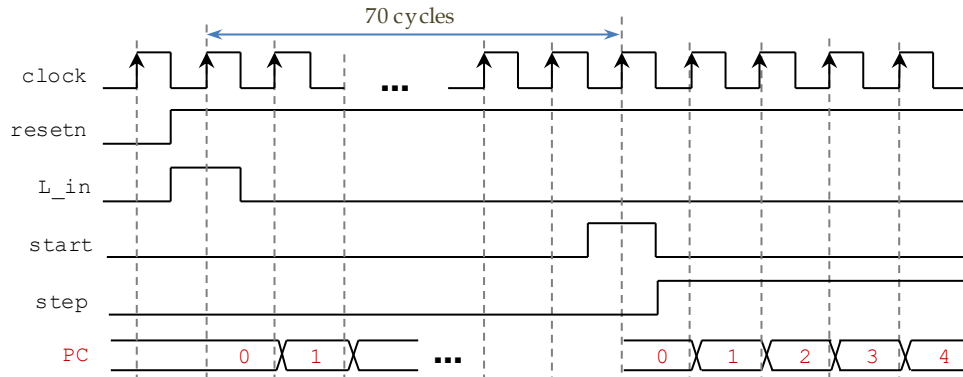 70 cycles
clock
...
resetn
L_in
start
step
PC 0 1 ... 0 1 2 3 4